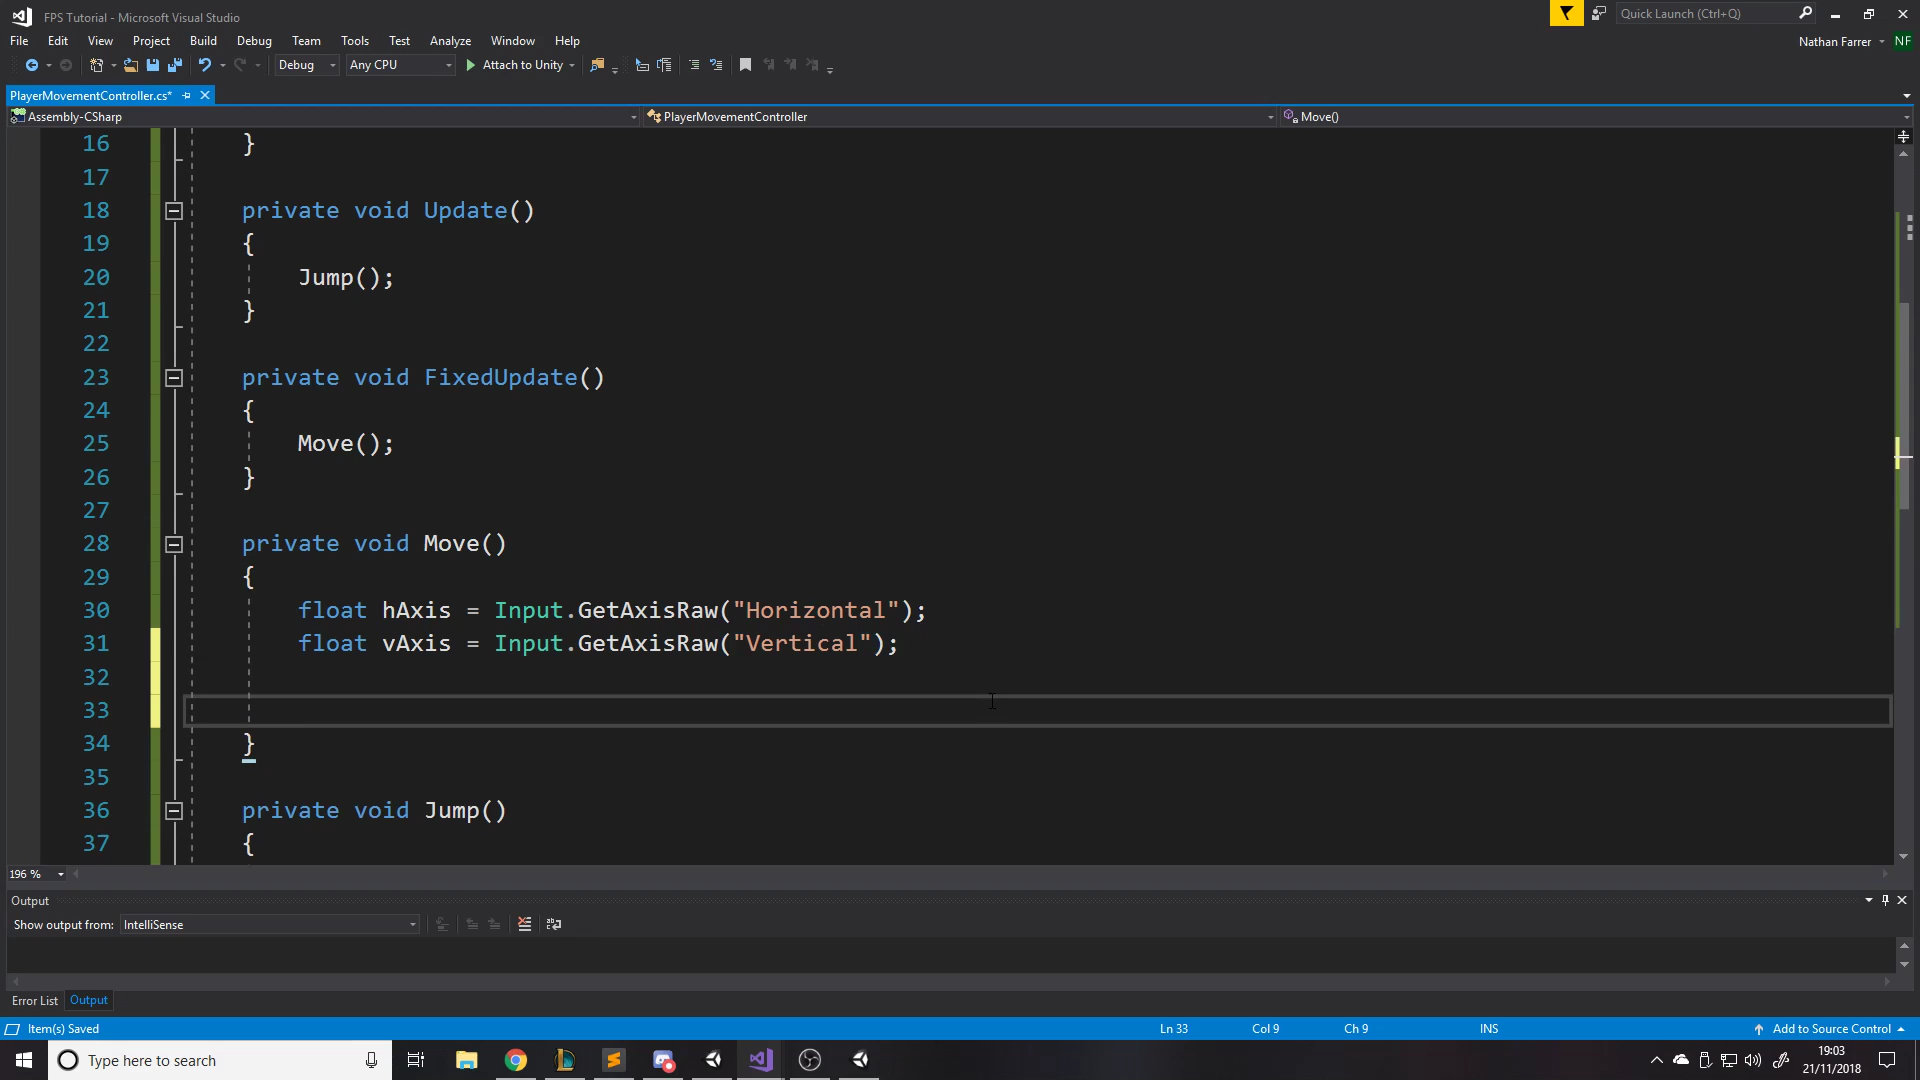 FPS Tutorial - Microsoft Visual Studio
Quick Launch (Ctrl+Q)
File Edit View Project Build Debug Team Tools Test Analyze Window Help
Nathan Farrer NF
Debug Any CPU Attach to Unity
PlayerMovementController.cs*
Assembly-CSharp PlayerMovementController Move()
16 }
17
18 private void Update()
19 {
20 Jump();
21 }
22
23 private void FixedUpdate()
24 {
25 Move();
26 }
27
28 private void Move()
29 {
30 float hAxis = Input.GetAxisRaw("Horizontal");
31 float vAxis = Input.GetAxisRaw("Vertical");
32
33
34 }
35
36 private void Jump()
37 {
196 %
Output
Show output from: IntelliSense
Error List Output
Item(s) Saved Ln 33 Col 9 Ch 9 INS Add to Source Control
Type here to search
19:03
21/11/2018